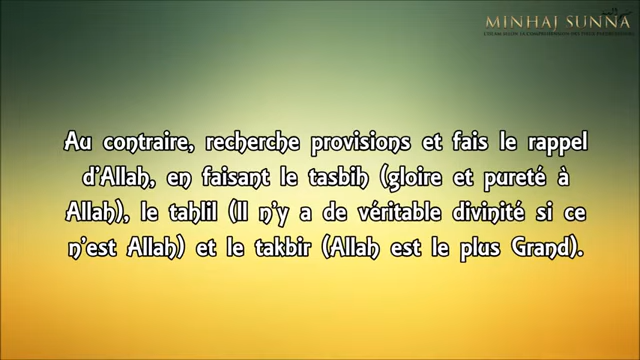 MINHAJ SUNNA
Au contraire, recherche provisions et fais le rappel
d'Allah, en faisant le tasbih (gloire et pureté à
Allah), le tahlil (Il n'y a de véritable divinité si ce
n'est Allah) et le takbir (Allah est le plus Grand).